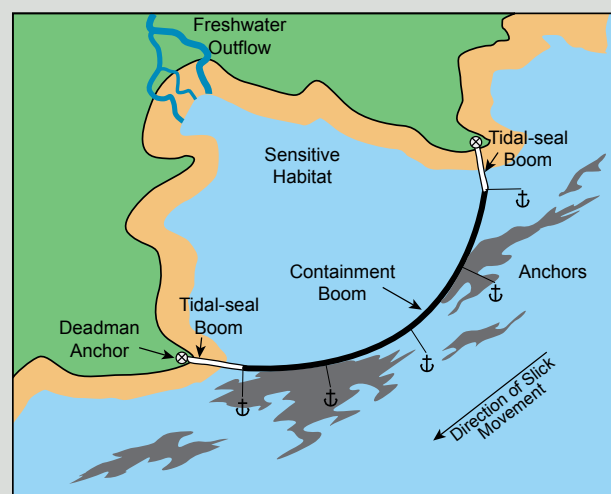 Freshwater
Outflow
Tidal-seal
Boom
Sensitive
Habitat
Containment
Boom
Anchors
Tidal-seal
Boom
Deadman
Anchor
Direction of Slick
Movement